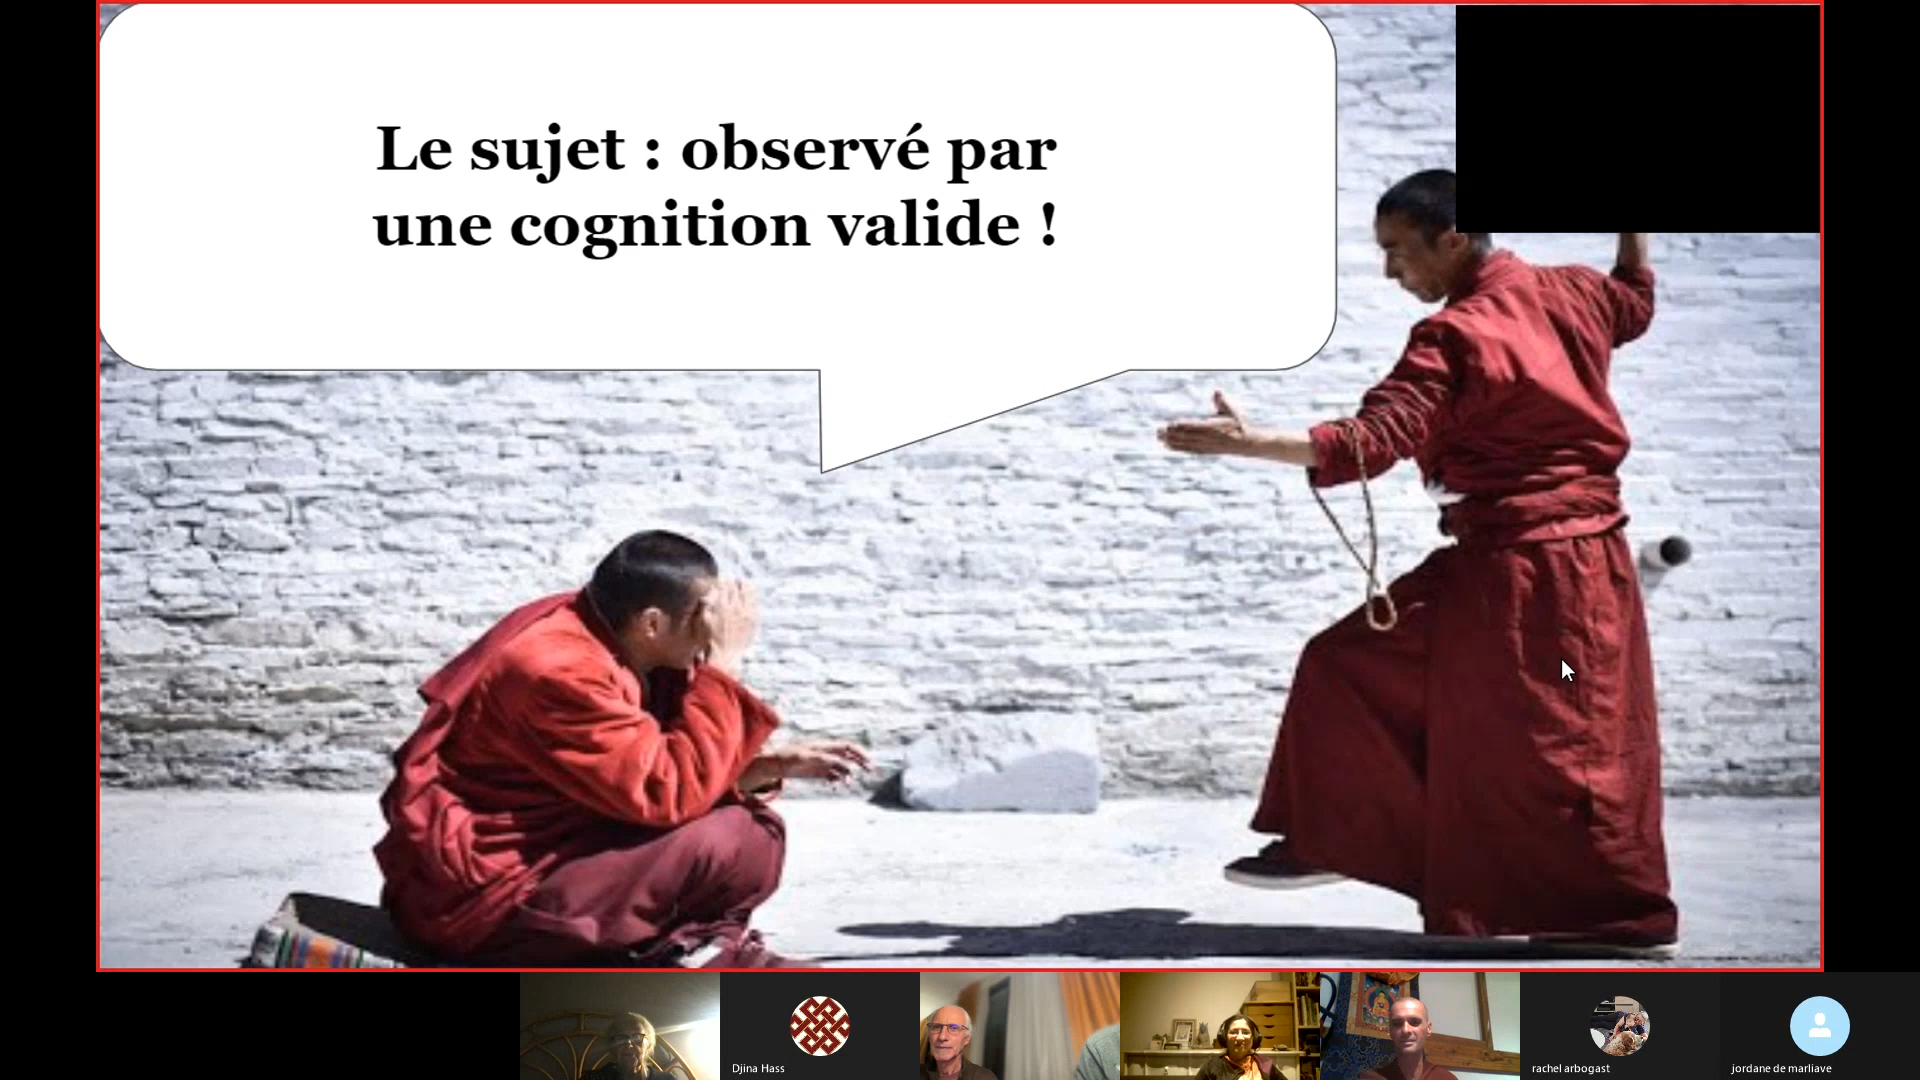 Le sujet : observé par
une cognition valide !
Djina Hass
rachel arbogast
jordane de marliave